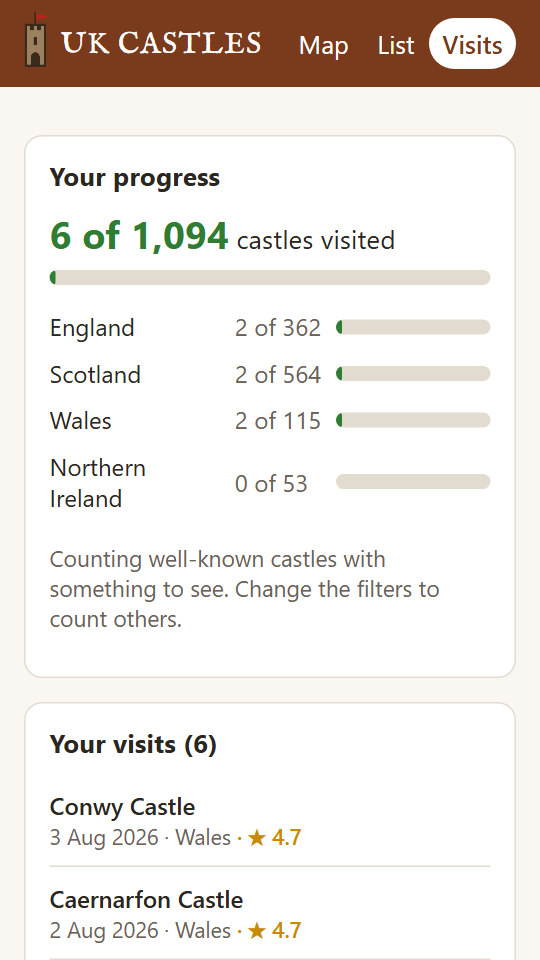 UK CASTLES Map List Visits
Your progress
6 of 1,094 castles visited
England 2 of 362
Scotland 2 of 564
Wales 2 of 115
Northern
Ireland 0 of 53
Counting well-known castles with
something to see. Change the filters to
count others.
Your visits (6)
Conwy Castle
3 Aug 2026 · Wales · ★ 4.7
Caernarfon Castle
2 Aug 2026 · Wales · ★ 4.7